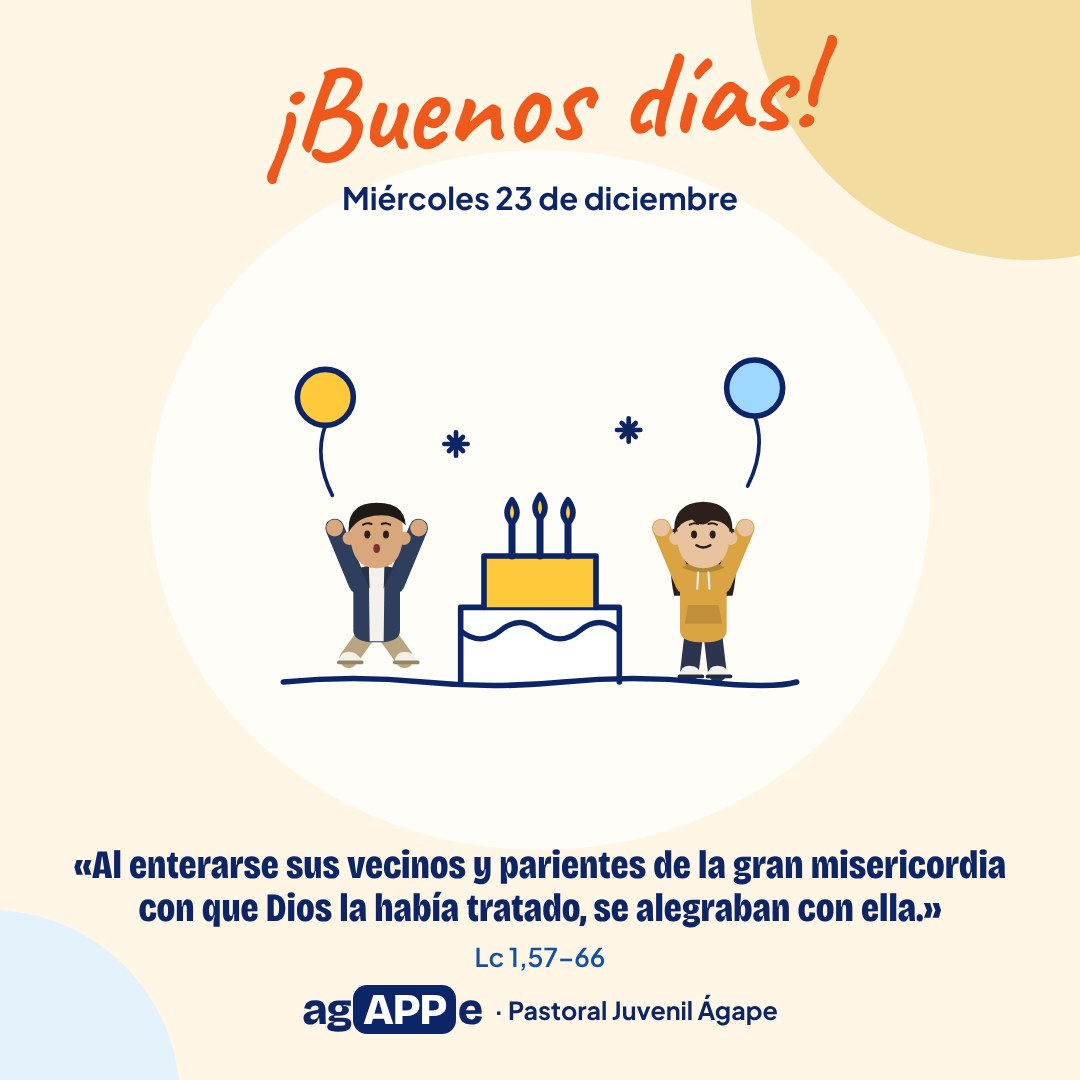 ¡Buenos días!
Miércoles 23 de diciembre
«Al enterarse sus vecinos y parientes de la gran misericordia
con que Dios la había tratado, se alegraban con ella.»
Lc 1,57–66
agAPPe · Pastoral Juvenil Ágape